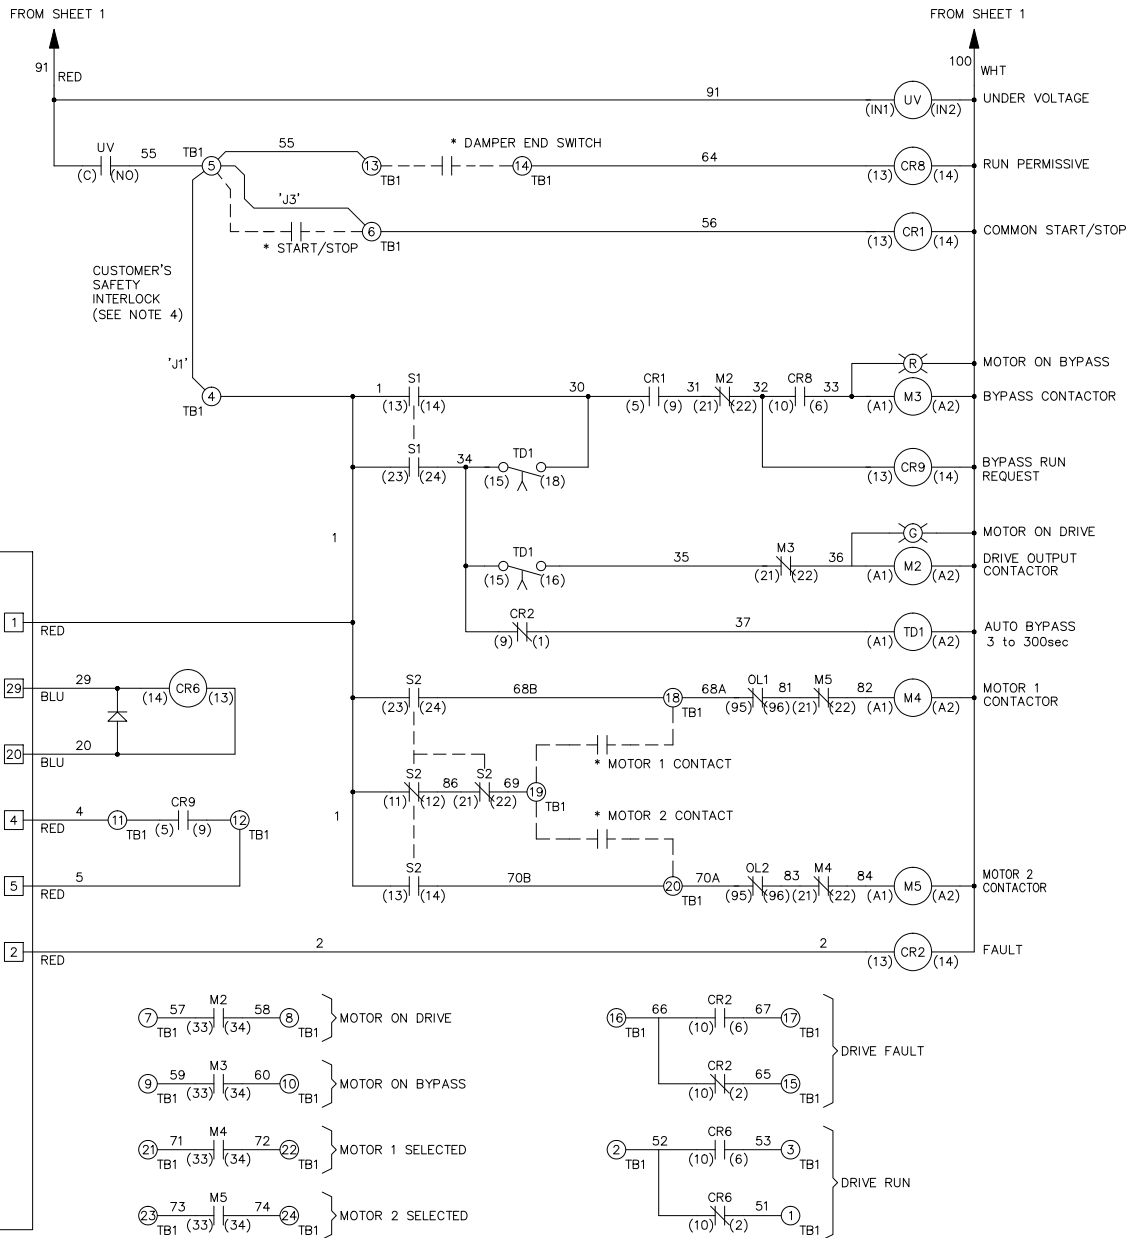 FROM SHEET 1 FROM SHEET 1
91 RED 100 WHT
91 (IN1) UV (IN2) UNDER VOLTAGE
* DAMPER END SWITCH
UV 55 TB1 5 55 13 14 64 CR8 RUN PERMISSIVE
(C) (NO) TB1 TB1 (13) (14)
'J3'
6 56 CR1 COMMON START/STOP
* START/STOP TB1 (13) (14)
CUSTOMER'S
SAFETY
INTERLOCK
(SEE NOTE 4)
'J1'
R MOTOR ON BYPASS
4 1 S1 30 CR1 31 M2 32 CR8 33 M3 BYPASS CONTACTOR
TB1 (13) (14) (5) (9) (21) (22) (10) (6) (A1) (A2)
S1 34 TD1 CR9 BYPASS RUN
REQUEST
(23) (24) (15) (18) (13) (14)
1 G MOTOR ON DRIVE
TD1 35 M3 36 M2 DRIVE OUTPUT
CONTACTOR
(15) (16) (21) (22) (A1) (A2)
CR2 37 TD1 AUTO BYPASS
3 to 300sec
(9) (1) (A1) (A2)
1 RED
29 29 CR6 S2 68B 18 68A OL1 81 M5 82 M4 MOTOR 1
CONTACTOR
BLU (14) (13) (23) (24) TB1 (95) (96) (21) (22) (A1) (A2)
20 20
BLU
* MOTOR 1 CONTACT
S2 86 S2 69 19
(11) (12) (21) (22) TB1
* MOTOR 2 CONTACT
4 4 11 CR9 12 1
RED TB1 (5) (9) TB1
5 5 S2 70B 20 70A OL2 83 M4 84 M5 MOTOR 2
CONTACTOR
RED (13) (14) TB1 (95) (96) (21) (22) (A1) (A2)
2 2 2 CR2 FAULT
RED (13) (14)
7 57 M2 58 8 MOTOR ON DRIVE
TB1 (33) (34) TB1
9 59 M3 60 10 MOTOR ON BYPASS
TB1 (33) (34) TB1
21 71 M4 72 22 MOTOR 1 SELECTED
TB1 (33) (34) TB1
23 73 M5 74 24 MOTOR 2 SELECTED
TB1 (33) (34) TB1
16 66 CR2 67 17
TB1 (10) (6) TB1
DRIVE FAULT
CR2 65 15
(10) (2) TB1
2 52 CR6 53 3
TB1 (10) (6) TB1
DRIVE RUN
CR6 51 1
(10) (2) TB1